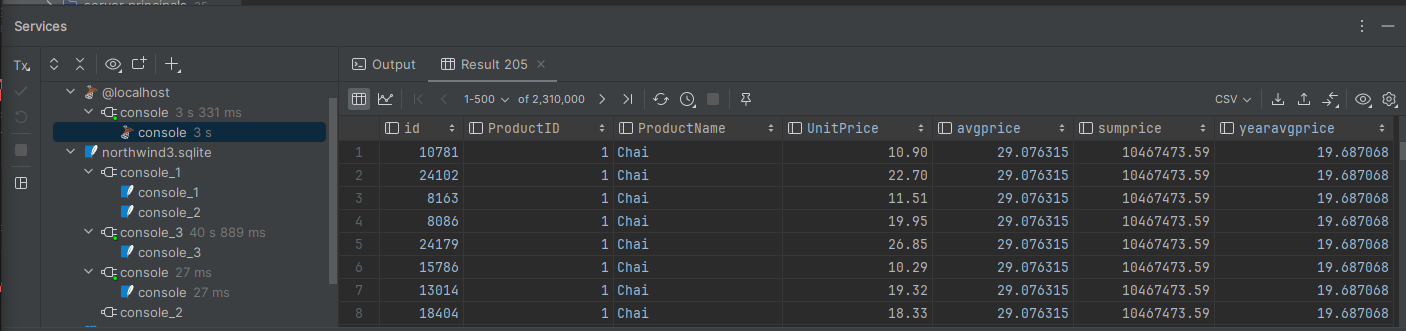 server principals 35
Services
Tx
@localhost
console 3 s 331 ms
console 3 s
northwind3.sqlite
console_1
console_1
console_2
console_3 40 s 889 ms
console_3
console 27 ms
console 27 ms
console_2
Output Result 205
1-500 of 2,310,000 CSV
id ProductID ProductName UnitPrice avgprice sumprice yearavgprice
1 10781 1 Chai 10.90 29.076315 10467473.59 19.687068
2 24102 1 Chai 22.70 29.076315 10467473.59 19.687068
3 8163 1 Chai 11.51 29.076315 10467473.59 19.687068
4 8086 1 Chai 19.95 29.076315 10467473.59 19.687068
5 24179 1 Chai 26.85 29.076315 10467473.59 19.687068
6 15786 1 Chai 10.29 29.076315 10467473.59 19.687068
7 13014 1 Chai 19.32 29.076315 10467473.59 19.687068
8 18404 1 Chai 18.33 29.076315 10467473.59 19.687068